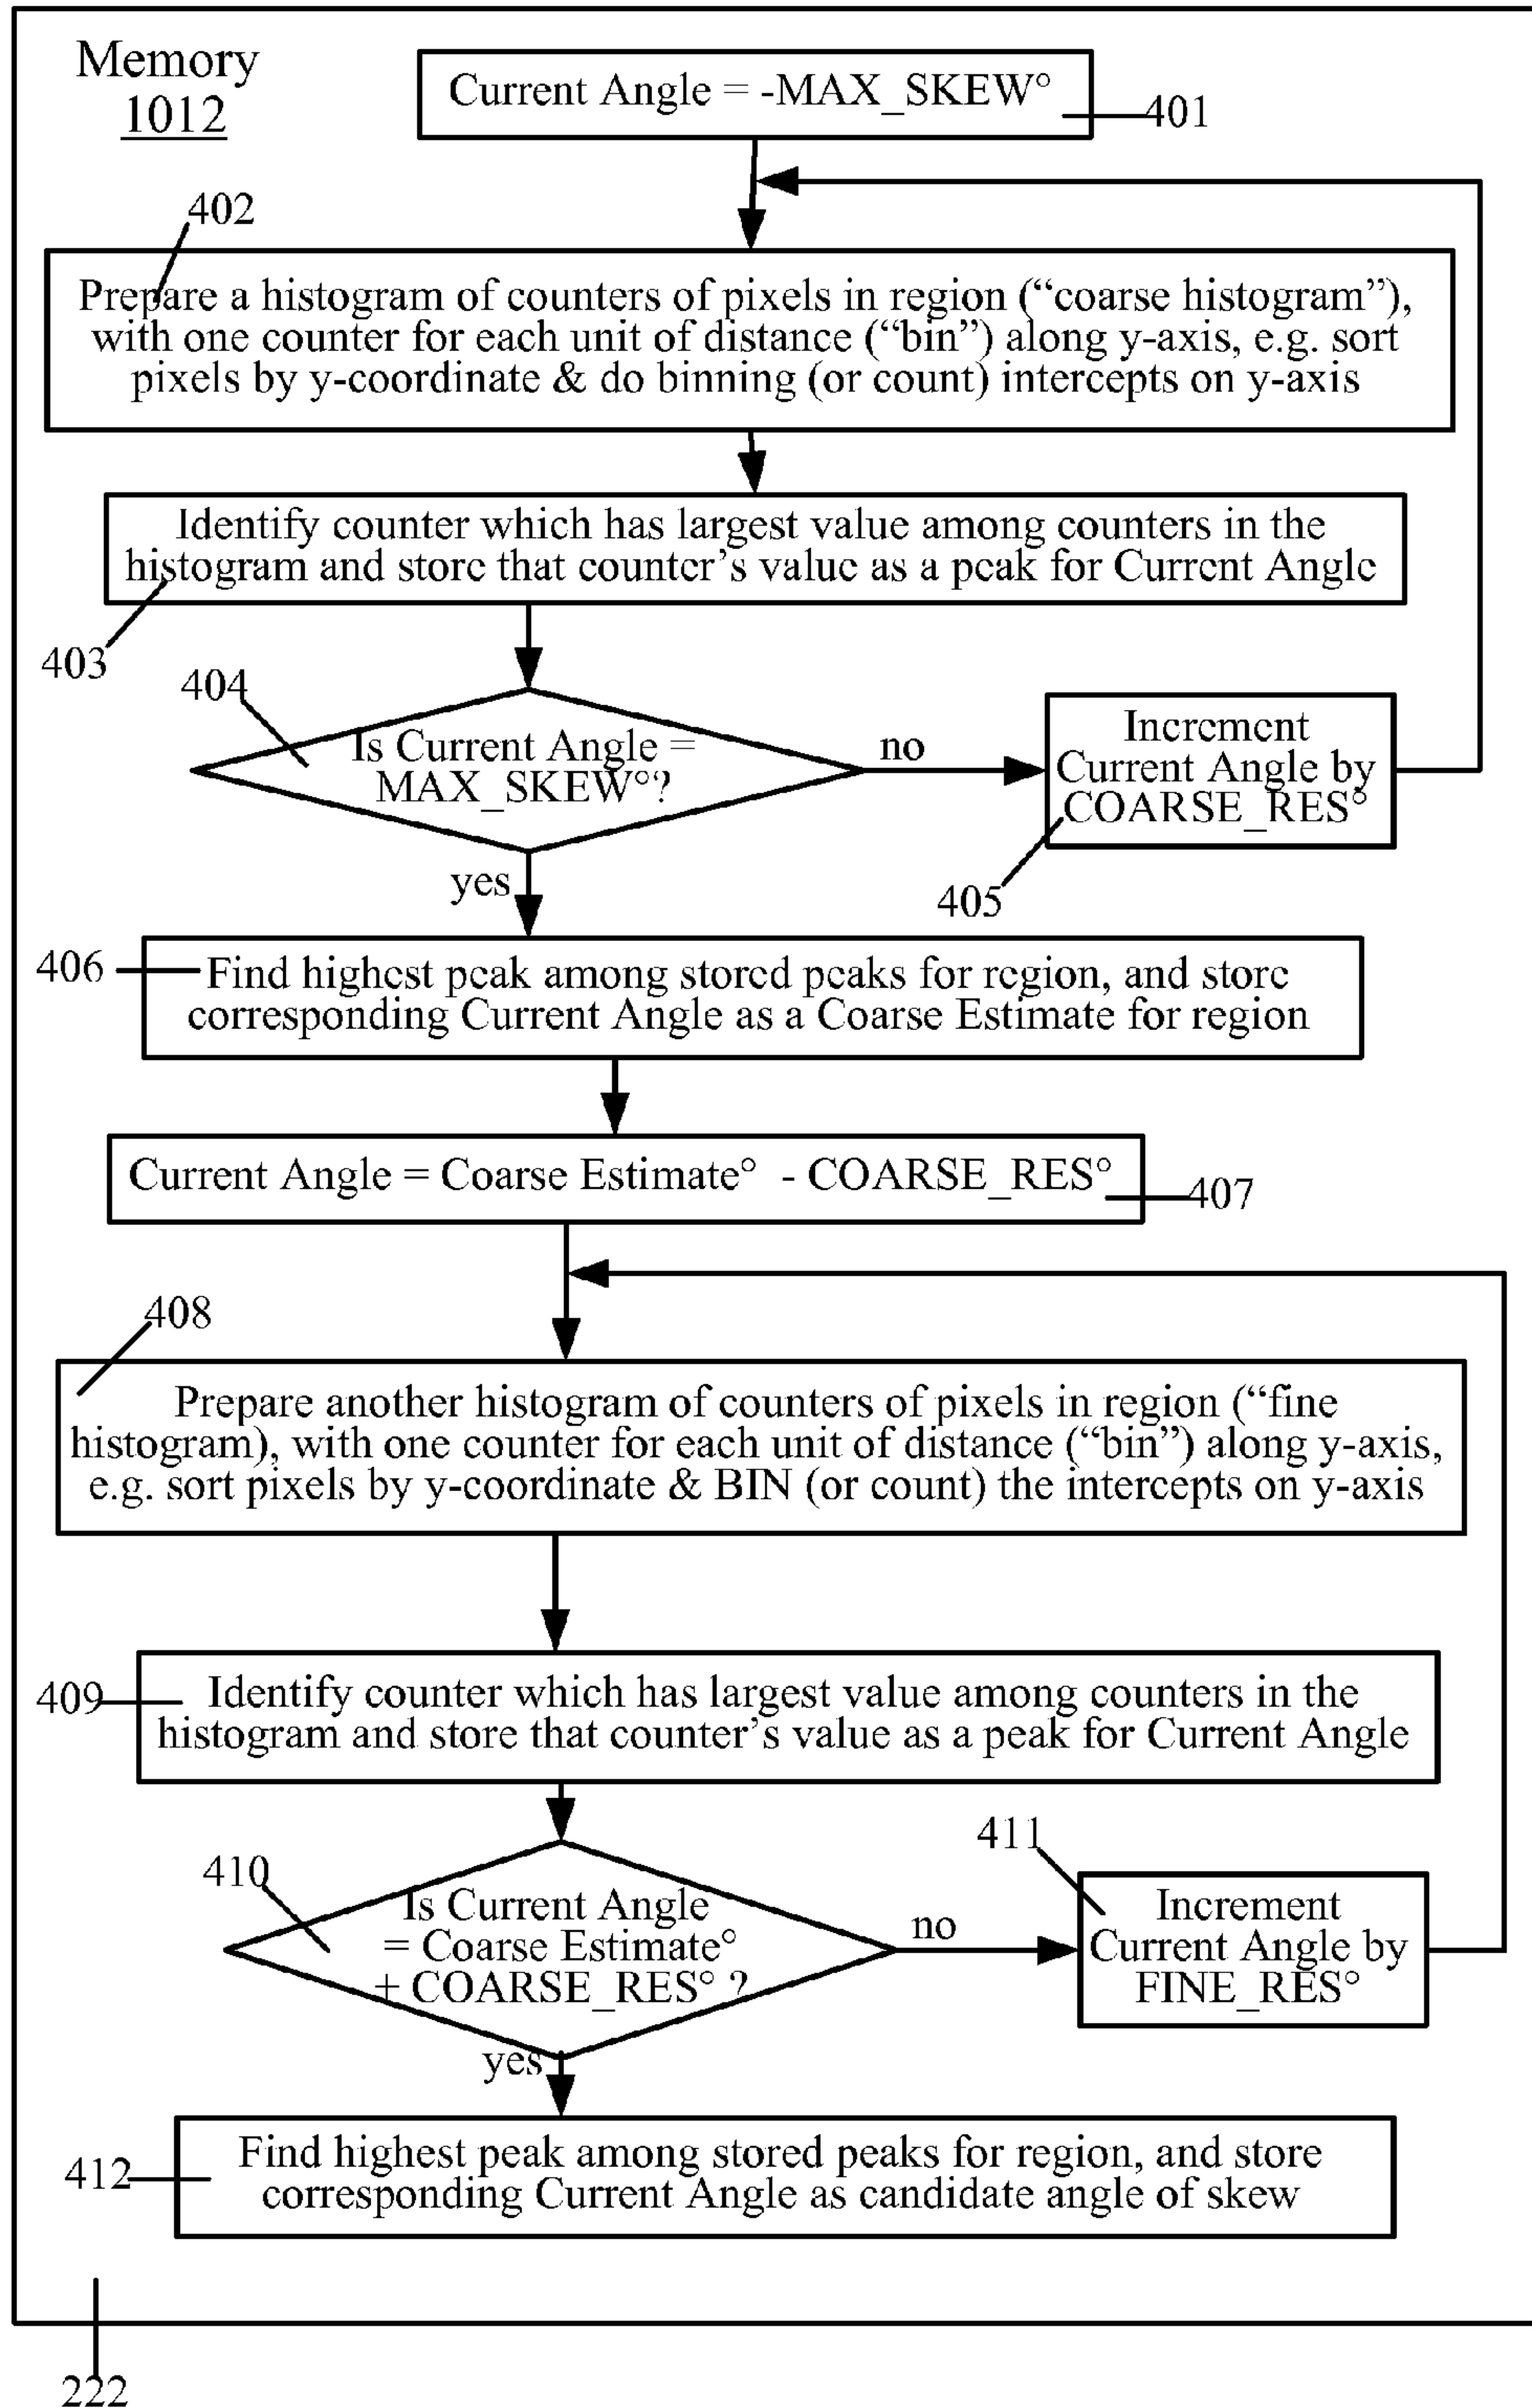 Memory
1012
Current Angle = -MAX_SKEW°
401
402
Prepare a histogram of counters of pixels in region (“coarse histogram”),
with one counter for each unit of distance (“bin”) along y-axis, e.g. sort
pixels by y-coordinate & do binning (or count) intercepts on y-axis
Identify counter which has largest value among counters in the
histogram and store that counter’s value as a peak for Current Angle
403
404
Is Current Angle =
MAX_SKEW°?
no
Increment
Current Angle by
COARSE_RES°
405
yes
406
Find highest peak among stored peaks for region, and store
corresponding Current Angle as a Coarse Estimate for region
Current Angle = Coarse Estimate° - COARSE_RES°
407
408
Prepare another histogram of counters of pixels in region (“fine
histogram), with one counter for each unit of distance (“bin”) along y-axis,
e.g. sort pixels by y-coordinate & BIN (or count) the intercepts on y-axis
409
Identify counter which has largest value among counters in the
histogram and store that counter’s value as a peak for Current Angle
410
Is Current Angle
= Coarse Estimate°
+ COARSE_RES° ?
no
411
Increment
Current Angle by
FINE_RES°
yes
412
Find highest peak among stored peaks for region, and store
corresponding Current Angle as candidate angle of skew
222